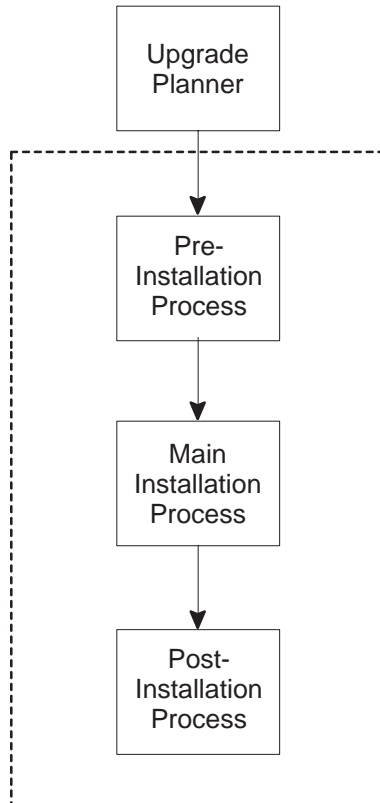 Upgrade
Planner
Pre-
Installation
Process
Main
Installation
Process
Post-
Installation
Process